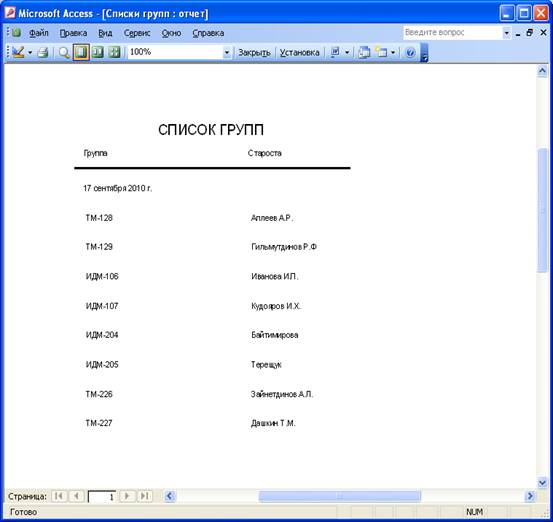 Microsoft Access - [Списки групп : отчет]
Файл Правка Вид Сервис Окно Справка Введите вопрос
100% Закрыть Установка
СПИСОК ГРУПП
Группа Староста
17 сентября 2010 г.
ТМ-128 Аплеев А.Р.
ТМ-129 Гильмутдинов Р.Ф
ИДМ-106 Иванова И.П.
ИДМ-107 Кудояров И.Х.
ИДМ-204 Байтимирова
ИДМ-205 Терещук
ТМ-226 Зайнетдинов А.Л.
ТМ-227 Дашкин Т.М.
Страница: 1
Готово NUM